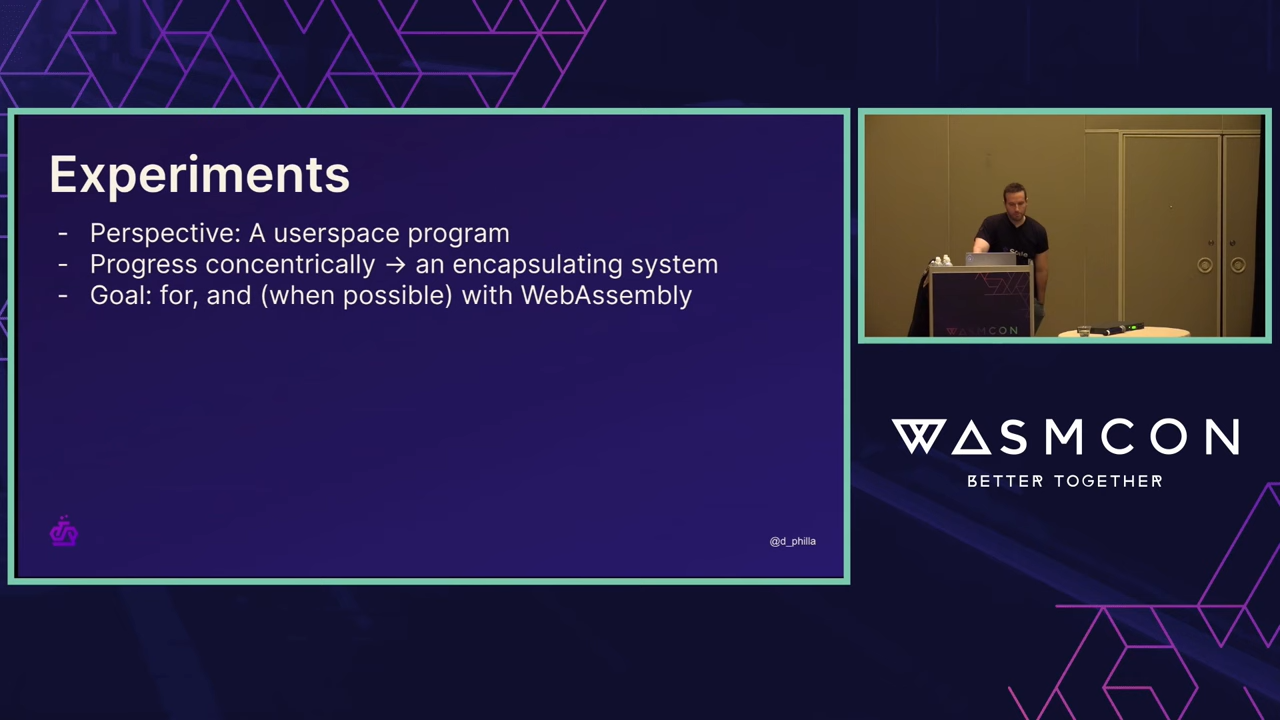 Experiments
- Perspective: A userspace program
- Progress concentrically → an encapsulating system
- Goal: for, and (when possible) with WebAssembly
@d_philla
WASMCON
WASMCON
BETTER TOGETHER